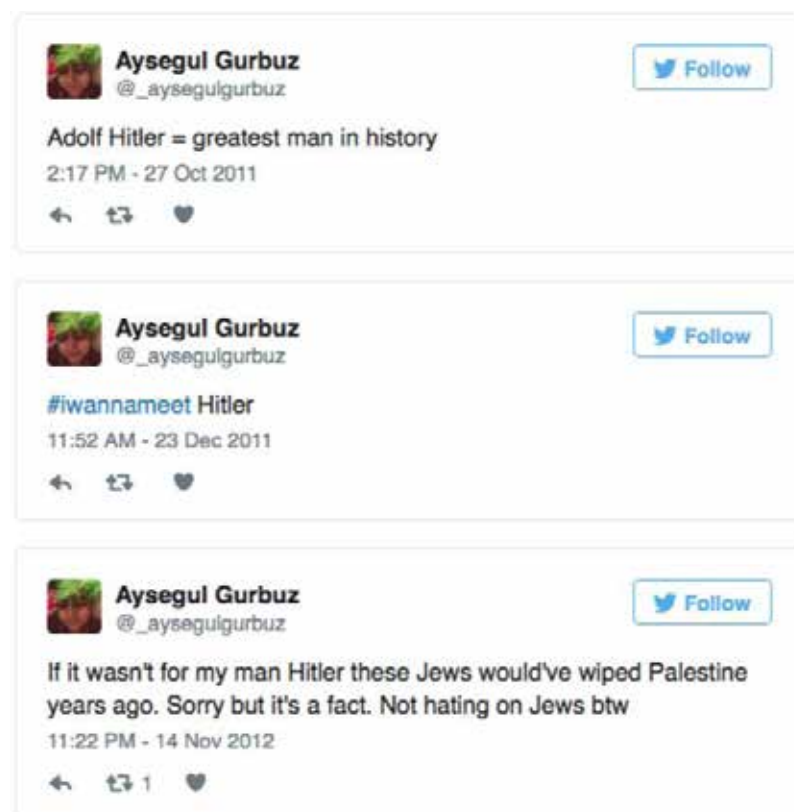 Aysegul Gurbuz
Follow
@_aysegulgurbuz
Adolf Hitler = greatest man in history
2:17 PM - 27 Oct 2011
Aysegul Gurbuz
Follow
@_aysegulgurbuz
#iwannameet Hitler
11:52 AM - 23 Dec 2011
Aysegul Gurbuz
Follow
@_aysegulgurbuz
If it wasn't for my man Hitler these Jews would've wiped Palestine
years ago. Sorry but it's a fact. Not hating on Jews btw
11:22 PM - 14 Nov 2012
1